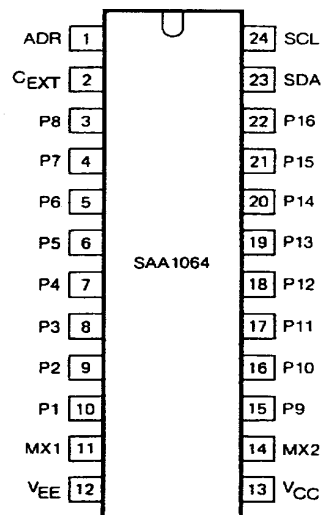 ADR 1 24 SCL
CEXT 2 23 SDA
P8 3 22 P16
P7 4 21 P15
P6 5 20 P14
P5 6 19 P13
SAA1064
P4 7 18 P12
P3 8 17 P11
P2 9 16 P10
P1 10 15 P9
MX1 11 14 MX2
VEE 12 13 VCC